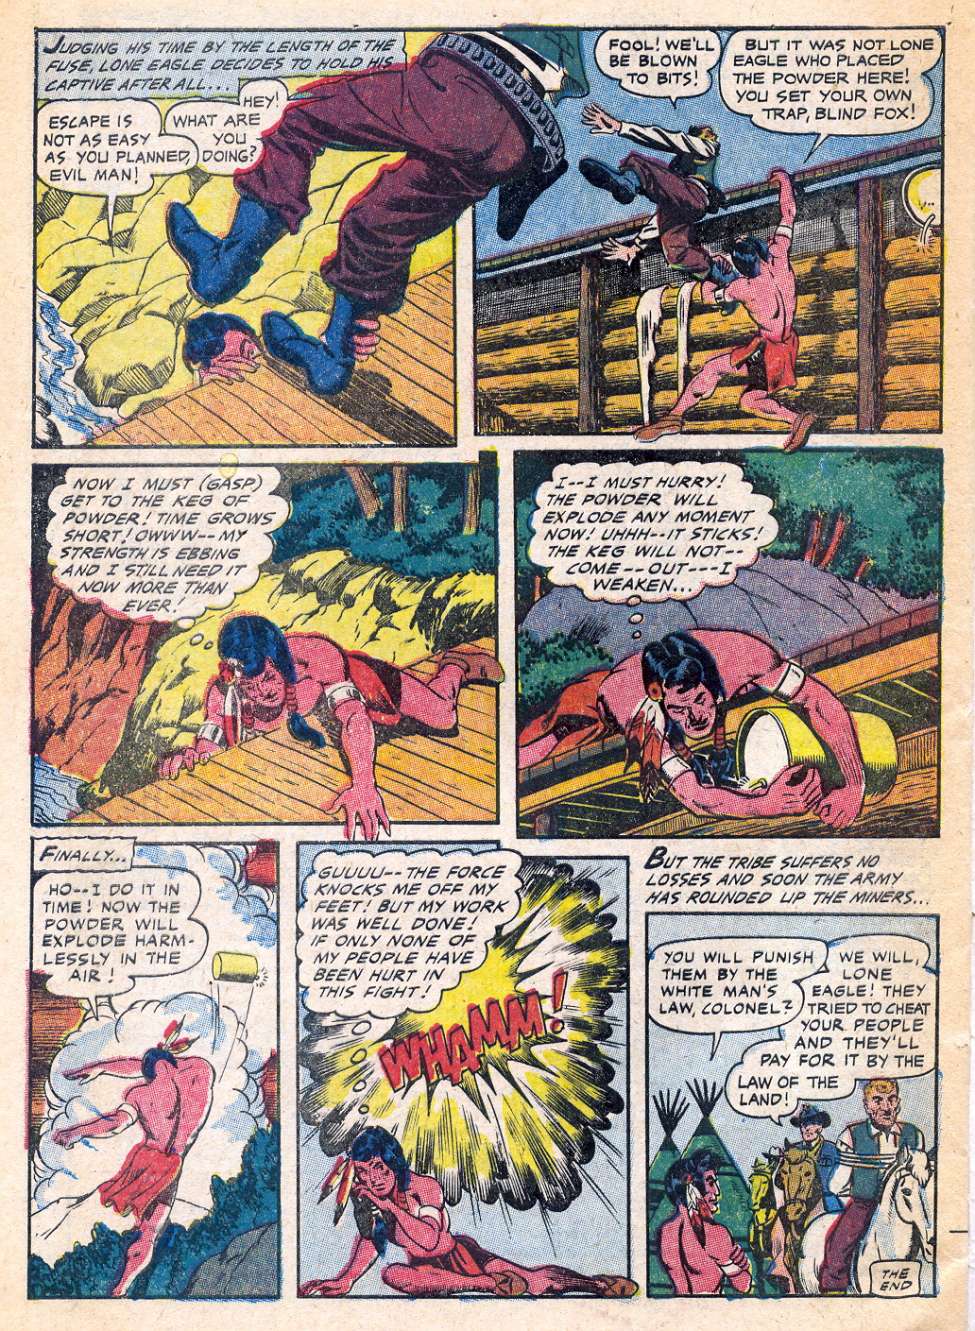 JUDGING HIS TIME BY THE LENGTH OF THE
FUSE, LONE EAGLE DECIDES TO HOLD HIS
CAPTIVE AFTER ALL...
ESCAPE IS
NOT AS EASY
AS YOU PLANNED,
EVIL MAN!
HEY!
WHAT ARE
YOU
DOING?
FOOL! WE'LL
BE BLOWN
TO BITS!
BUT IT WAS NOT LONE
EAGLE WHO PLACED
THE POWDER HERE!
YOU SET YOUR OWN
TRAP, BLIND FOX!
NOW I MUST (GASP)
GET TO THE KEG OF
POWDER! TIME GROWS
SHORT! OWWW-- MY
STRENGTH IS EBBING
AND I STILL NEED IT
NOW MORE THAN
EVER!
I--I MUST HURRY!
THE POWDER WILL
EXPLODE ANY MOMENT
NOW! UHHH--IT STICKS!
THE KEG WILL NOT--
COME--OUT---I
WEAKEN...
FINALLY...
HO--I DO IT IN
TIME! NOW THE
POWDER WILL
EXPLODE HARM-
LESSLY IN THE
AIR!
GUUUU--THE FORCE
KNOCKS ME OFF MY
FEET! BUT MY WORK
WAS WELL DONE!
IF ONLY NONE OF
MY PEOPLE HAVE
BEEN HURT IN
THIS FIGHT!
WHAMM!
BUT THE TRIBE SUFFERS NO
LOSSES AND SOON THE ARMY
HAS ROUNDED UP THE MINERS...
YOU WILL PUNISH
THEM BY THE
WHITE MAN'S
LAW, COLONEL?
WE WILL,
LONE
EAGLE! THEY
TRIED TO CHEAT
YOUR PEOPLE
AND THEY'LL
PAY FOR IT BY THE
LAW OF THE
LAND!
THE
END